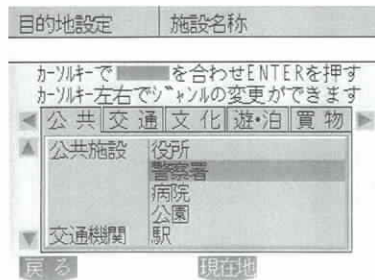 目的地設定 施設名称
カーソルキーで を合わせENTERを押す
カーソルキー左右でジャンルの変更ができます
公共 交通 文化 遊・泊 買物
公共施設 役所
警察署
病院
公園
交通機関 駅
戻る 現在地